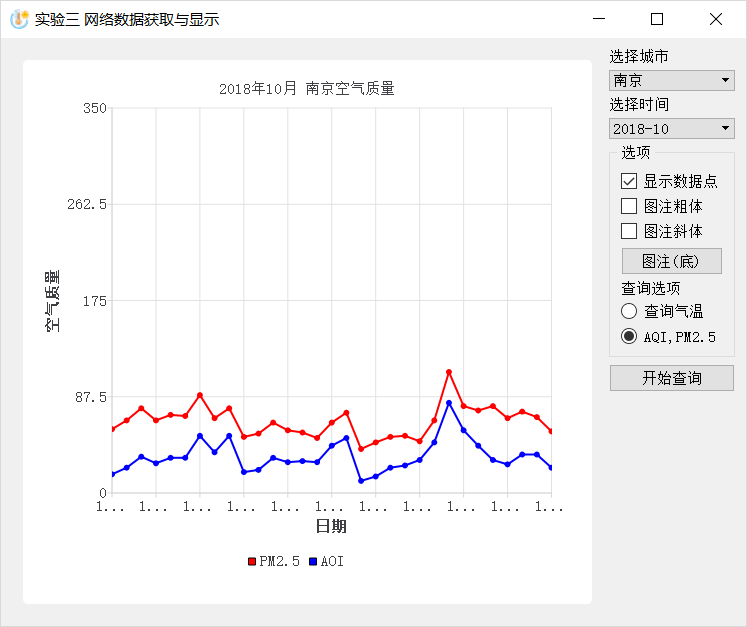 实验三 网络数据获取与显示
2018年10月 南京空气质量
350
262.5
175
87.5
0
空气质量
1... 1... 1... 1... 1... 1... 1... 1... 1... 1... 1...
日期
PM2.5 AOI
选择城市
南京
选择时间
2018-10
选项
显示数据点
图注粗体
图注斜体
图注(底)
查询选项
查询气温
AQI,PM2.5
开始查询